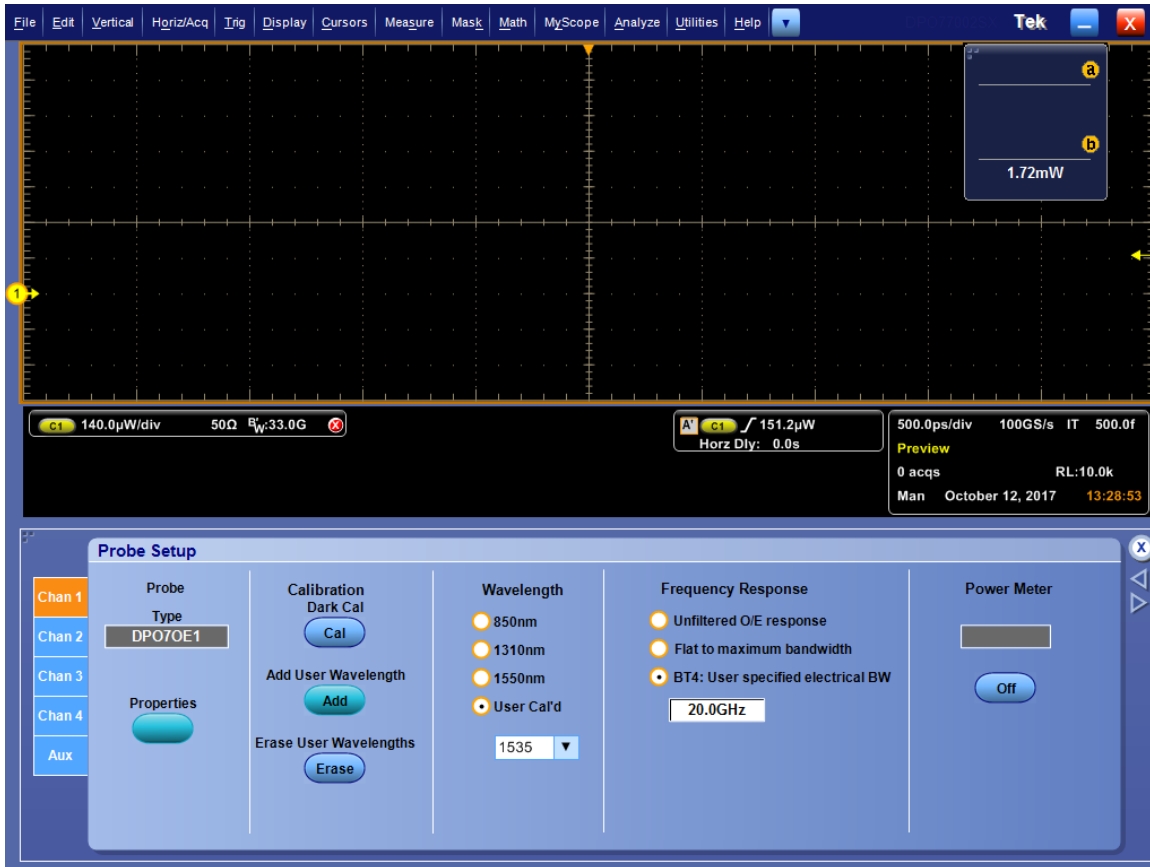 File Edit Vertical Horiz/Acq Trig Display Cursors Measure Mask Math MyScope Analyze Utilities Help Tek X
a
b
1.72mW
1
C1 140.0µW/div 50Ω BW:33.0G
A' C1 151.2µW
Horz Dly: 0.0s
500.0ps/div 100GS/s IT 500.0f
Preview
0 acqs RL:10.0k
Man October 12, 2017 13:28:53
Probe Setup
X
Chan 1
Chan 2
Chan 3
Chan 4
Aux
Probe
Type
DPO7OE1
Properties
Calibration
Dark Cal
Cal
Add User Wavelength
Add
Erase User Wavelengths
Erase
Wavelength
850nm
1310nm
1550nm
User Cal'd
1535
Frequency Response
Unfiltered O/E response
Flat to maximum bandwidth
BT4: User specified electrical BW
20.0GHz
Power Meter
Off